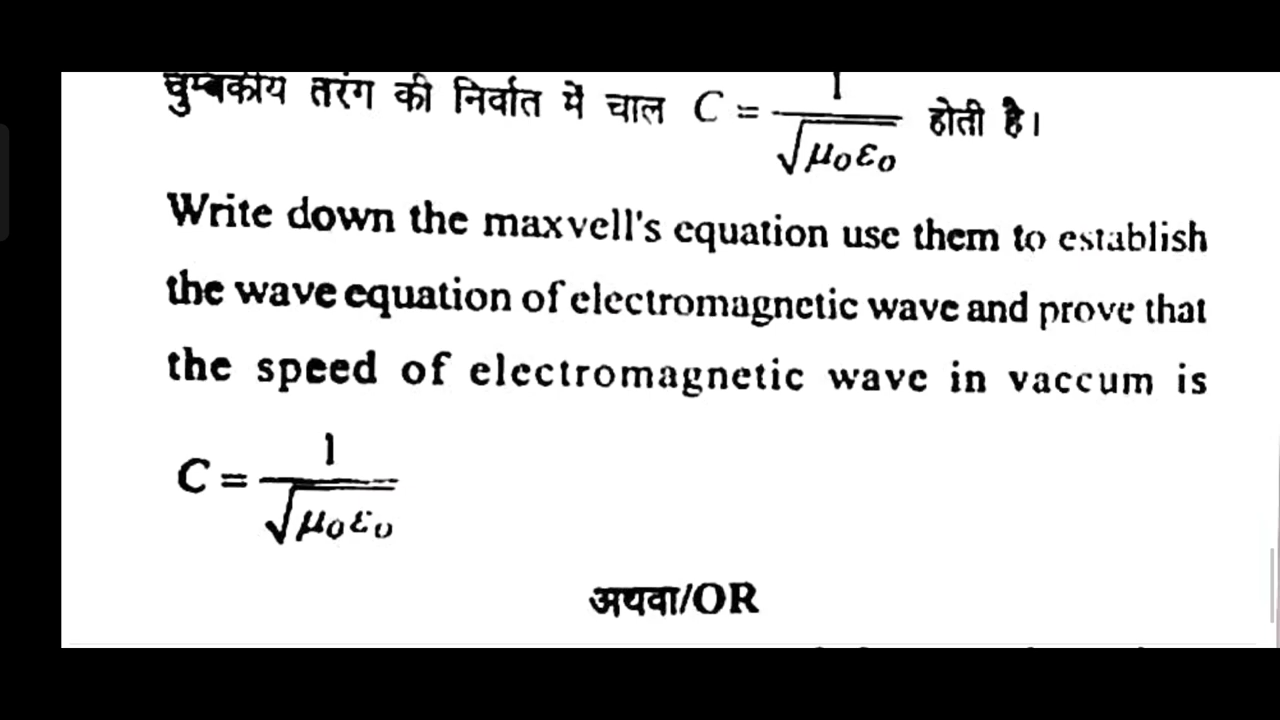 चुम्बकीय तरंग की निर्वात में चाल C = 1/√μ₀ε₀ होती है।
Write down the maxvell's equation use them to establish
the wave equation of electromagnetic wave and prove that
the speed of electromagnetic wave in vaccum is
C = 1/√μ₀ε₀
अथवा/OR